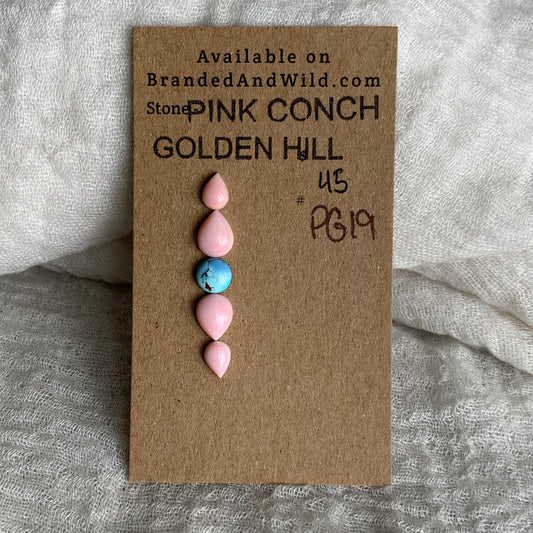 Available on
BrandedAndWild.com
Stone: PINK CONCH
GOLDEN HILL
$ 45
# PG19